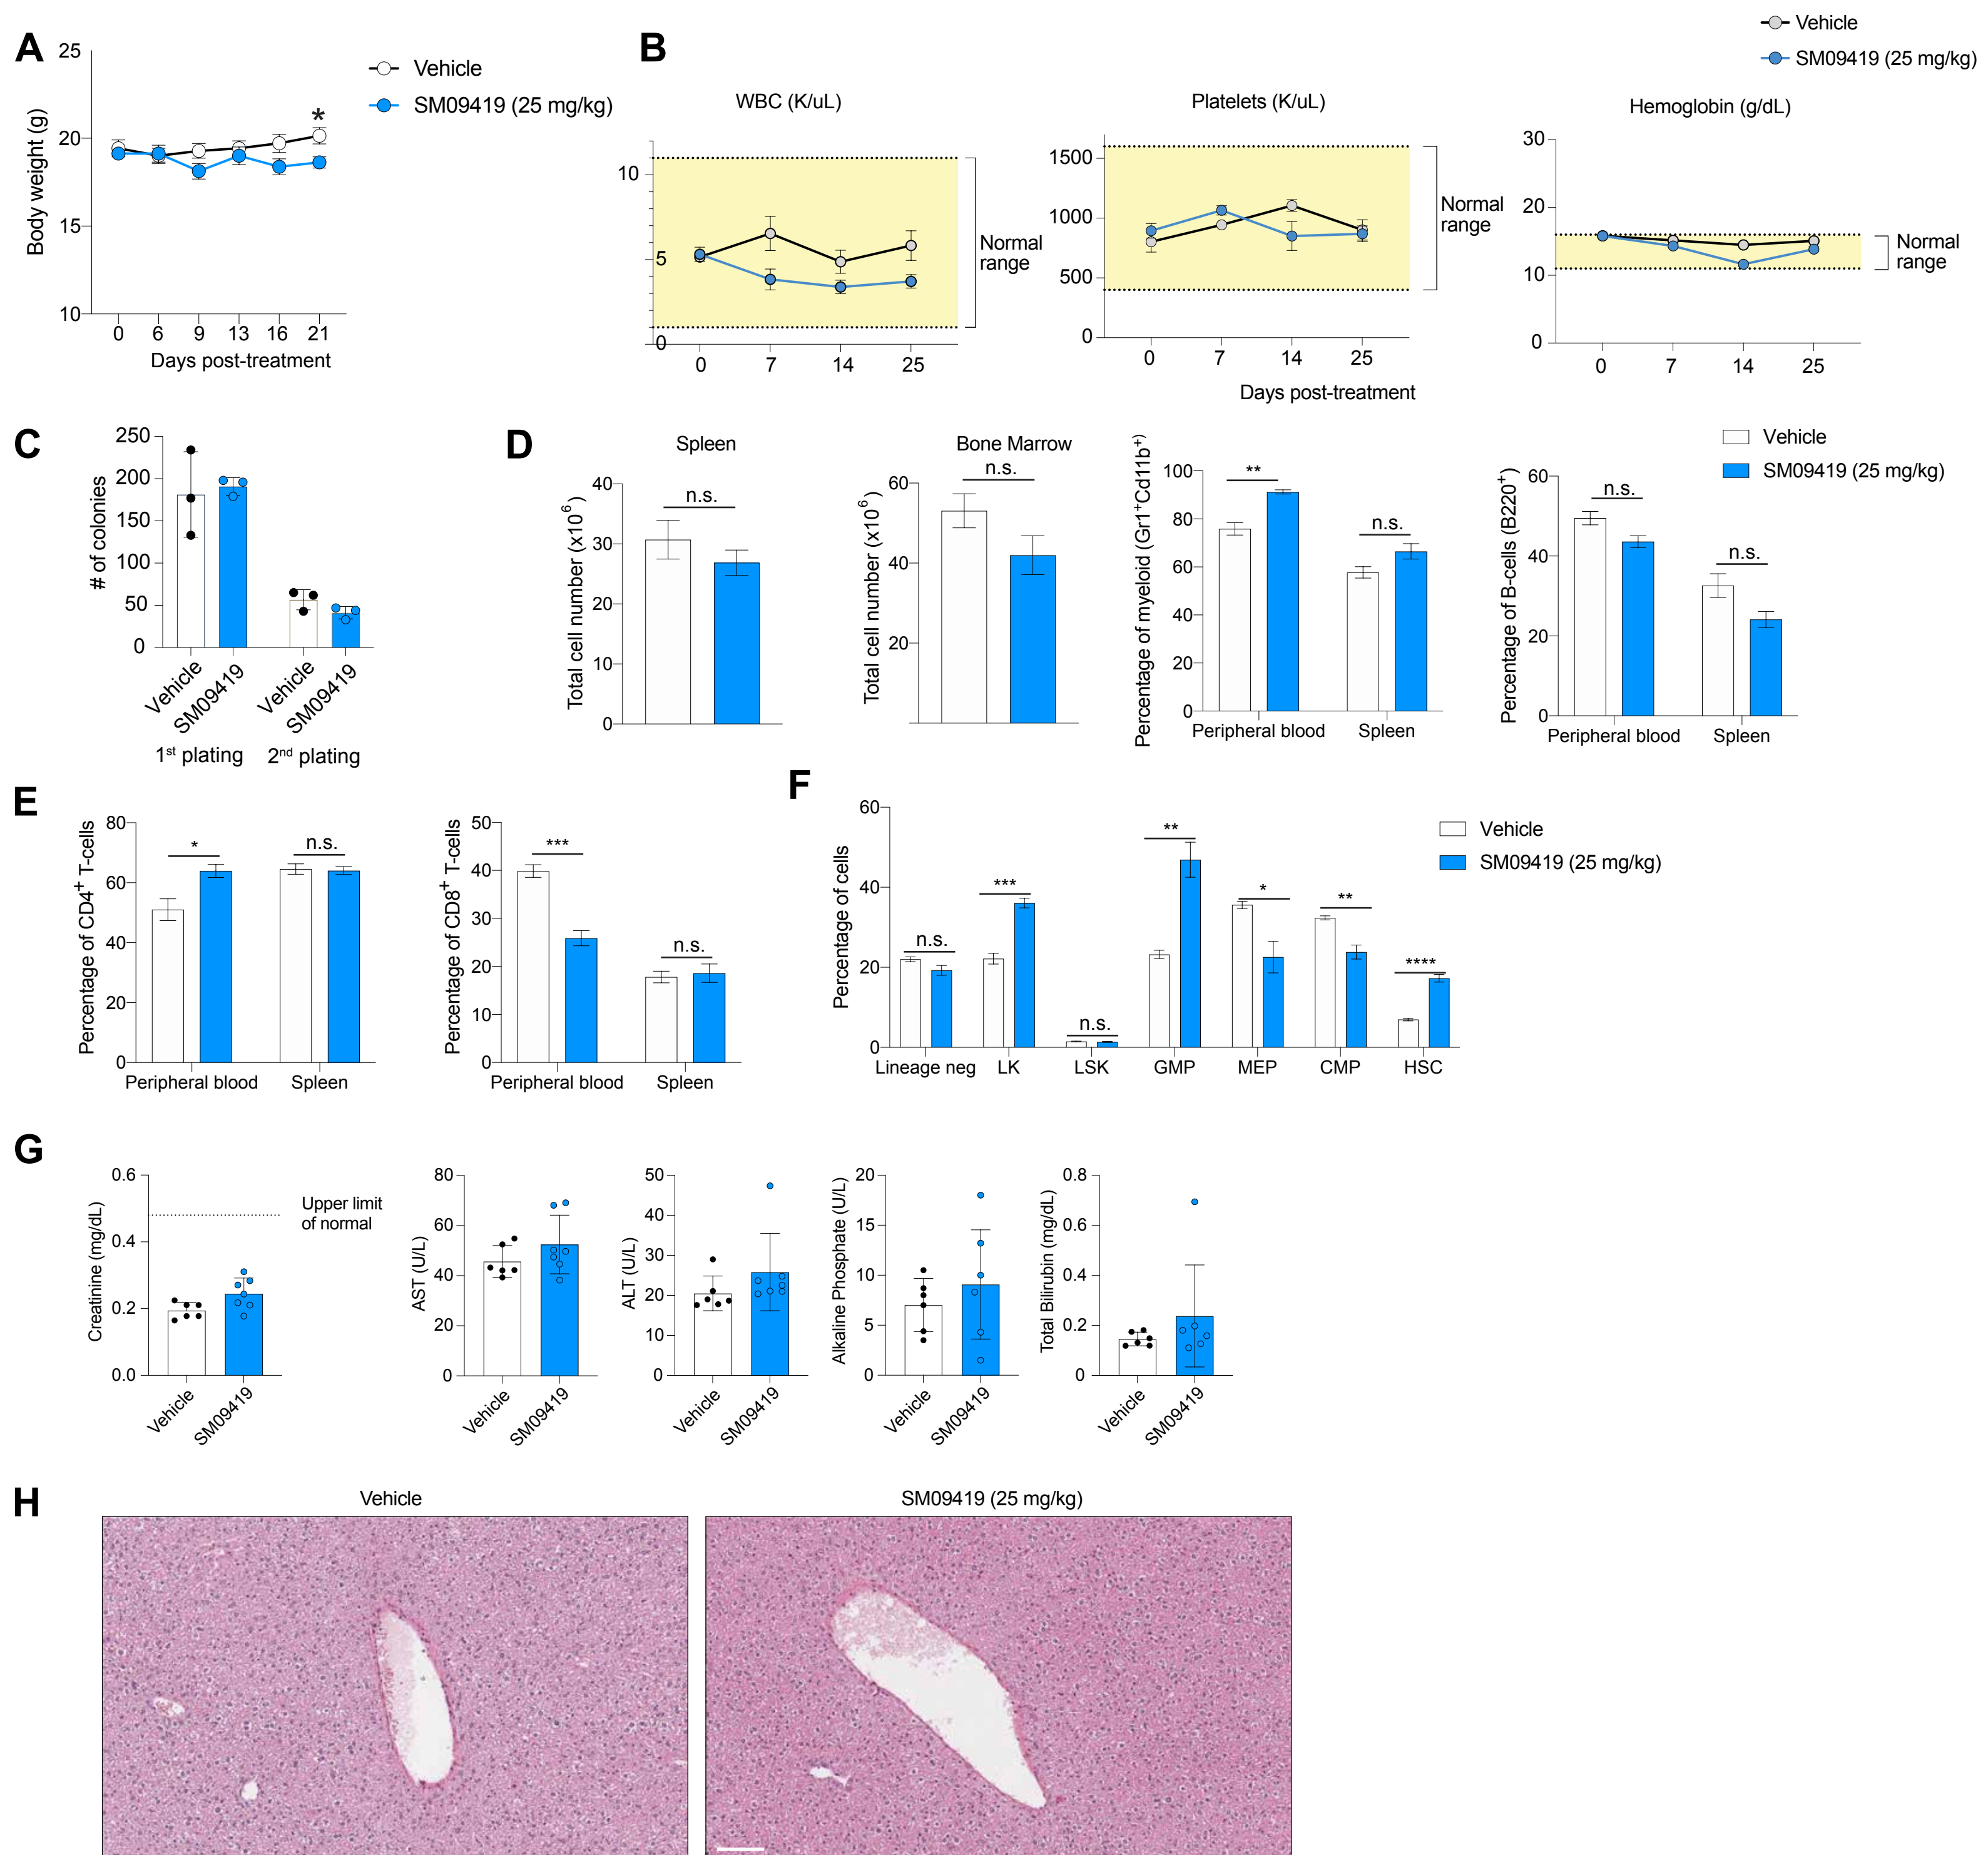 A
25
20
15
10
Body weight (g)
*
0 6 9 13 16 21
Days post-treatment
Vehicle
SM09419 (25 mg/kg)
B
Vehicle
SM09419 (25 mg/kg)
WBC (K/uL)
10
5
0
0 7 14 25
Normal
range
Platelets (K/uL)
1500
1000
500
0
0 7 14 25
Normal
range
Days post-treatment
Hemoglobin (g/dL)
30
20
10
0
0 7 14 25
Normal
range
C
250
200
150
100
50
0
# of colonies
Vehicle
SM09419
Vehicle
SM09419
1st plating
2nd plating
D
Spleen
n.s.
40
30
20
10
0
Total cell number (x10⁶)
Bone Marrow
n.s.
60
40
20
Total cell number (x10⁶)
**
n.s.
100
80
60
40
20
0
Percentage of myeloid (Gr1⁺Cd11b⁺)
Peripheral blood
Spleen
Vehicle
SM09419 (25 mg/kg)
n.s.
n.s.
60
40
20
0
Percentage of B-cells (B220⁺)
Peripheral blood
Spleen
E
*
n.s.
80
60
40
20
0
Percentage of CD4⁺ T-cells
Peripheral blood
Spleen
***
n.s.
50
40
30
20
10
0
Percentage of CD8⁺ T-cells
Peripheral blood
Spleen
F
60
40
20
0
Percentage of cells
n.s.
***
n.s.
**
*
**
****
Lineage neg
LK
LSK
GMP
MEP
CMP
HSC
Vehicle
SM09419 (25 mg/kg)
G
0.6
0.4
0.2
0.0
Creatinine (mg/dL)
Upper limit
of normal
Vehicle
SM09419
80
60
40
20
0
AST (U/L)
Vehicle
SM09419
50
40
30
20
10
0
ALT (U/L)
Vehicle
SM09419
20
15
10
5
0
Alkaline Phosphate (U/L)
Vehicle
SM09419
0.8
0.6
0.4
0.2
0
Total Bilirubin (mg/dL)
Vehicle
SM09419
H
Vehicle
SM09419 (25 mg/kg)